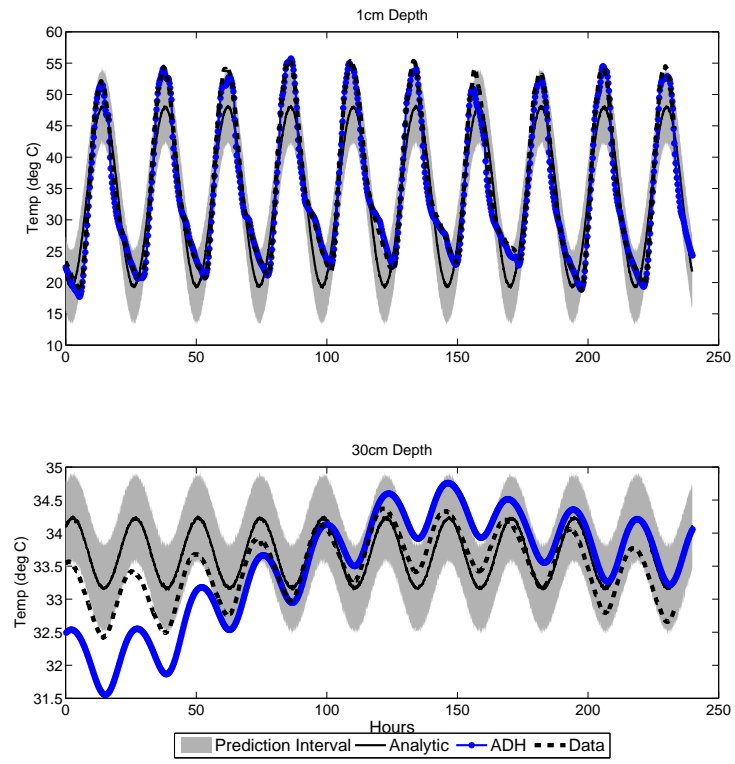 1cm Depth
60
55
50
45
40
35
30
25
20
15
10
Temp (deg C)
0 50 100 150 200 250
30cm Depth
35
34.5
34
33.5
33
32.5
32
31.5
Temp (deg C)
0 50 100 150 200 250
Hours
Prediction Interval Analytic ADH Data